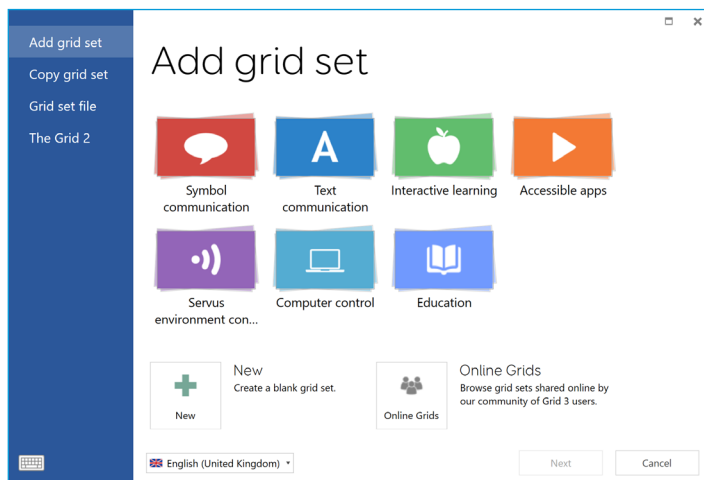 Add grid set
Copy grid set
Grid set file
The Grid 2
Add grid set
A
Symbol
communication
Text
communication
Interactive learning
Accessible apps
Servus
environment con...
Computer control
Education
New
New
Create a blank grid set.
Online Grids
Online Grids
Browse grid sets shared online by
our community of Grid 3 users.
English (United Kingdom)
Next
Cancel